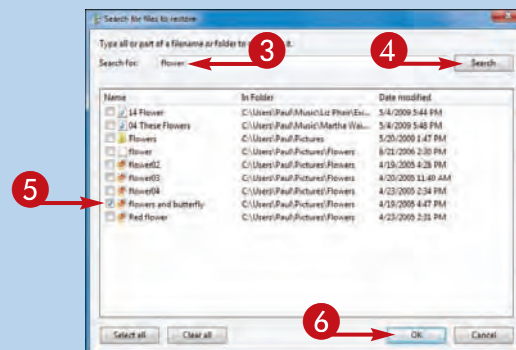 Search for files to restore
Type all or part of a filename or folder to it.
3 4
Search for: flower Search
Name In Folder Date modified
14 Flower C:\Users\Paul\Music\Liz Phair\Exi... 5/4/2009 5:44 PM
04 These Flowers C:\Users\Paul\Music\Martha Wai... 5/4/2009 5:48 PM
Flowers C:\Users\Paul\Pictures 5/20/2009 1:47 PM
flower C:\Users\Paul\Pictures\Flowers 2:20 PM
flower02 C:\Users\Paul\Pictures\Flowers 4/19/2005 4:28 PM
flower03 C:\Users\Paul\Pictures\Flowers 4/20/2005 11:40 AM
flower04 C:\Users\Paul\Pictures\Flowers 4/23/2005 2:34 PM
5 flowers and butterfly C:\Users\Paul\Pictures\Flowers 4/19/2005 4:47 PM
Red flower C:\Users\Paul\Pictures\Flowers 4/23/2005 2:31 PM
6
Select all Clear all OK Cancel